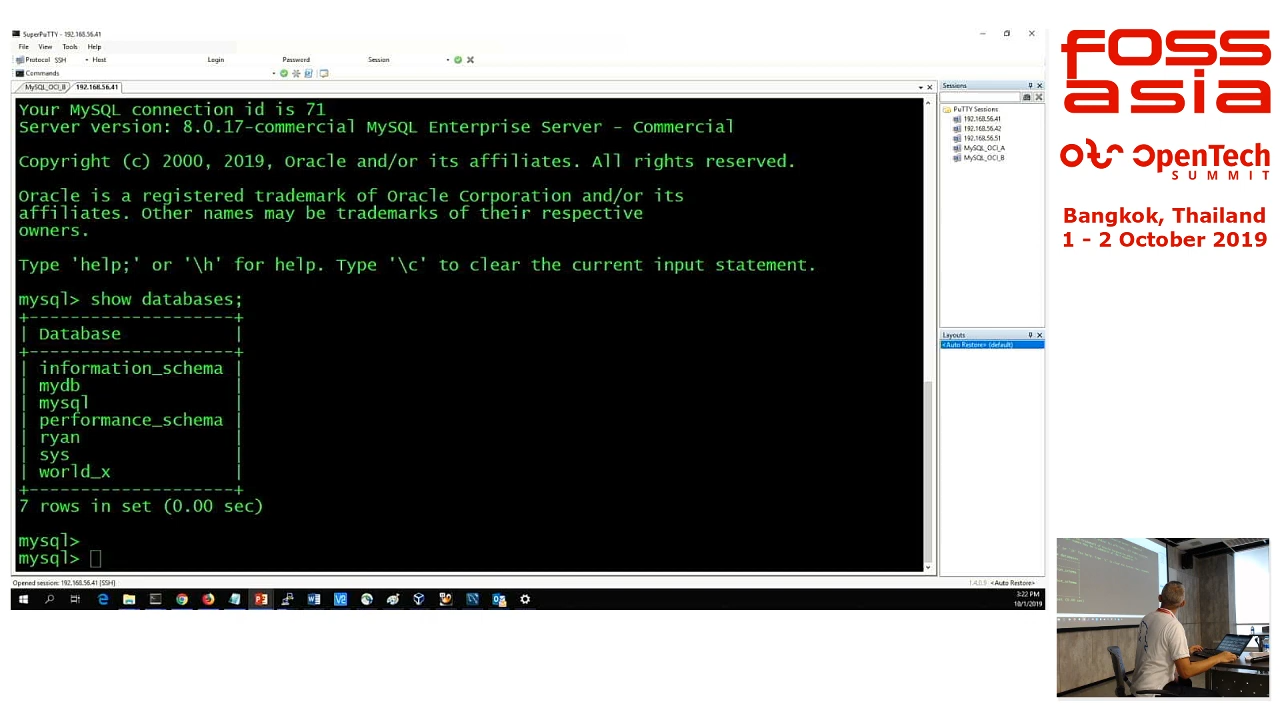 SuperPuTTY - 192.168.56.41
File View Tools Help
Protocol SSH Host Login Password Session
Commands
MySQL_OCI_B 192.168.56.41
Your MySQL connection id is 71
Server version: 8.0.17-commercial MySQL Enterprise Server - Commercial
Copyright (c) 2000, 2019, Oracle and/or its affiliates. All rights reserved.
Oracle is a registered trademark of Oracle Corporation and/or its
affiliates. Other names may be trademarks of their respective
owners.
Type 'help;' or '\h' for help. Type '\c' to clear the current input statement.
mysql> show databases;
+--------------------+
| Database           |
+--------------------+
| information_schema |
| mydb               |
| mysql              |
| performance_schema |
| ryan               |
| sys                |
| world_x            |
+--------------------+
7 rows in set (0.00 sec)
mysql>
mysql>
Opened session: 192.168.56.41 [SSH]
1.4.0.9 <Auto Restore>
3:22 PM
10/1/2019
Sessions
PuTTY Sessions
192.168.56.41
192.168.56.42
192.168.56.51
MySQL_OCI_A
MySQL_OCI_B
Layouts
<Auto Restore> (default)
foss
asia
OpenTech
SUMMIT
Bangkok, Thailand
1 - 2 October 2019